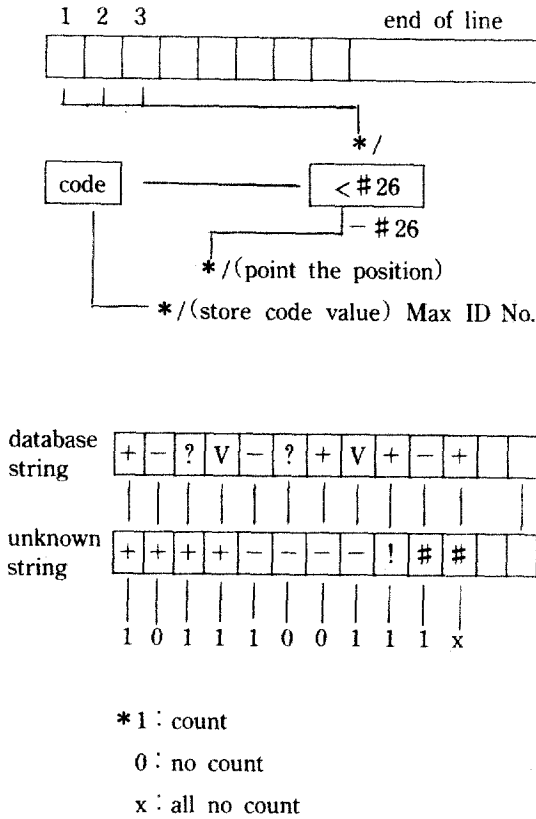 1 2 3 end of line
*/
code < #26
- #26
*/(point the position)
*/(store code value) Max ID No.
database string + - ? V - ? + V + - +
unknown string + + + + - - - - ! # #
1 0 1 1 1 0 0 1 1 1 x
*1 : count
0 : no count
x : all no count